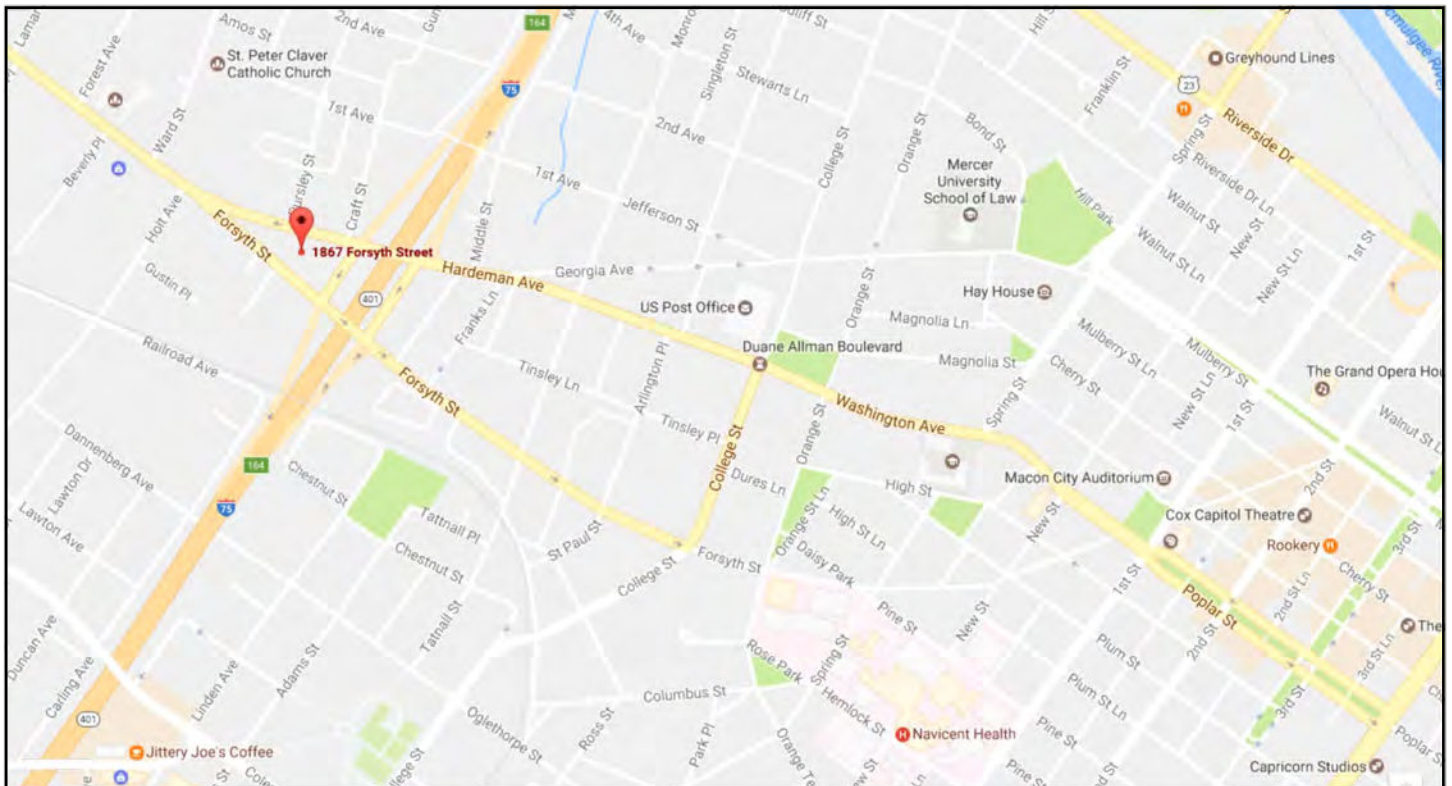 164
Amos St
2nd Ave
4th Ave
Hill St
Greyhound Lines
St. Peter Claver
Catholic Church
Forest Ave
Ward St
Singleton St
Stewarts Ln
Franklin St
23
Riverside Dr
75
1st Ave
2nd Ave
Bond St
Spring St
College St
Orange St
Mercer
University
School of Law
Hill Park
Riverside Dr Ln
Walnut St
Walnut St Ln
New St
New St Ln
1st St
Beverly Pl
Holt Ave
Craft St
1st Ave
Jefferson St
Middle St
Forsyth St
1867 Forsyth Street
Hardeman Ave
Georgia Ave
Gustin Pl
401
US Post Office
Orange St
Hay House
Magnolia Ln
Franks Ln
Railroad Ave
Duane Allman Boulevard
Magnolia St
Mulberry St Ln
Mulberry St
Cherry St
The Grand Opera Hou
Tinsley Ln
Arlington Pl
Forsyth St
Washington Ave
Spring St
New St Ln
1st St
Walnut St L
Tinsley Pl
College St
Orange St
Dannenberg Ave
Lawton Dr
Lawton Ave
164
75
Chestnut St
Dures Ln
High St
Macon City Auditorium
2nd St
Cox Capitol Theatre
Rookery
3rd St
Tattnall Pl
Chestnut St
St Paul St
Orange St Ln
High St Ln
New St
Forsyth St
Daisy Park
College St
Cherry St
Poplar St
1st St
2nd St Ln
Tatnall St
Pine St
New St
2nd St
The
3rd St Ln
Duncan Ave
Carling Ave
Linden Ave
Adams St
Rose Park
Spring St
Plum St
Columbus St
Hemlock St
Plum St Ln
3rd St
401
Oglethorpe St
Ross St
Park Pl
Navicent Health
Pine St
Poplar S
Jittery Joe's Coffee
Capricorn Studios